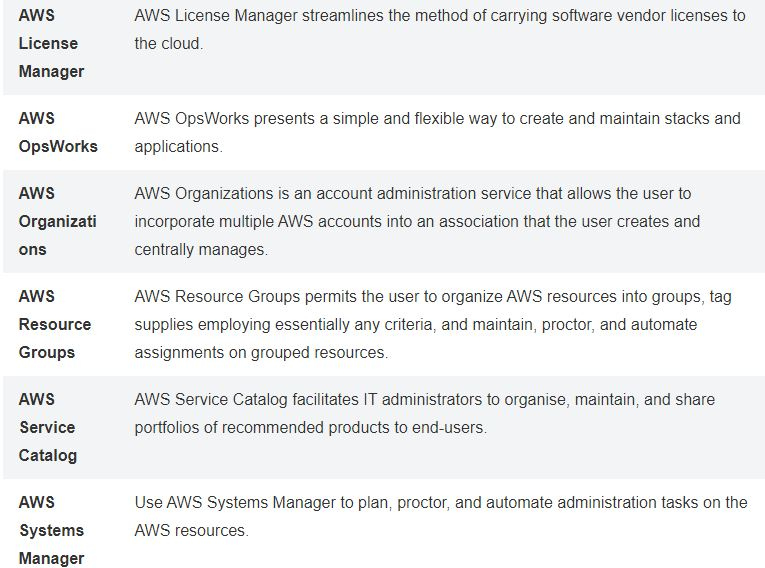 AWS License Manager
AWS License Manager streamlines the method of carrying software vendor licenses to
the cloud.
AWS OpsWorks
AWS OpsWorks presents a simple and flexible way to create and maintain stacks and
applications.
AWS Organizati ons
AWS Organizations is an account administration service that allows the user to
incorporate multiple AWS accounts into an association that the user creates and
centrally manages.
AWS Resource Groups
AWS Resource Groups permits the user to organize AWS resources into groups, tag
supplies employing essentially any criteria, and maintain, proctor, and automate
assignments on grouped resources.
AWS Service Catalog
AWS Service Catalog facilitates IT administrators to organise, maintain, and share
portfolios of recommended products to end-users.
AWS Systems Manager
Use AWS Systems Manager to plan, proctor, and automate administration tasks on the
AWS resources.